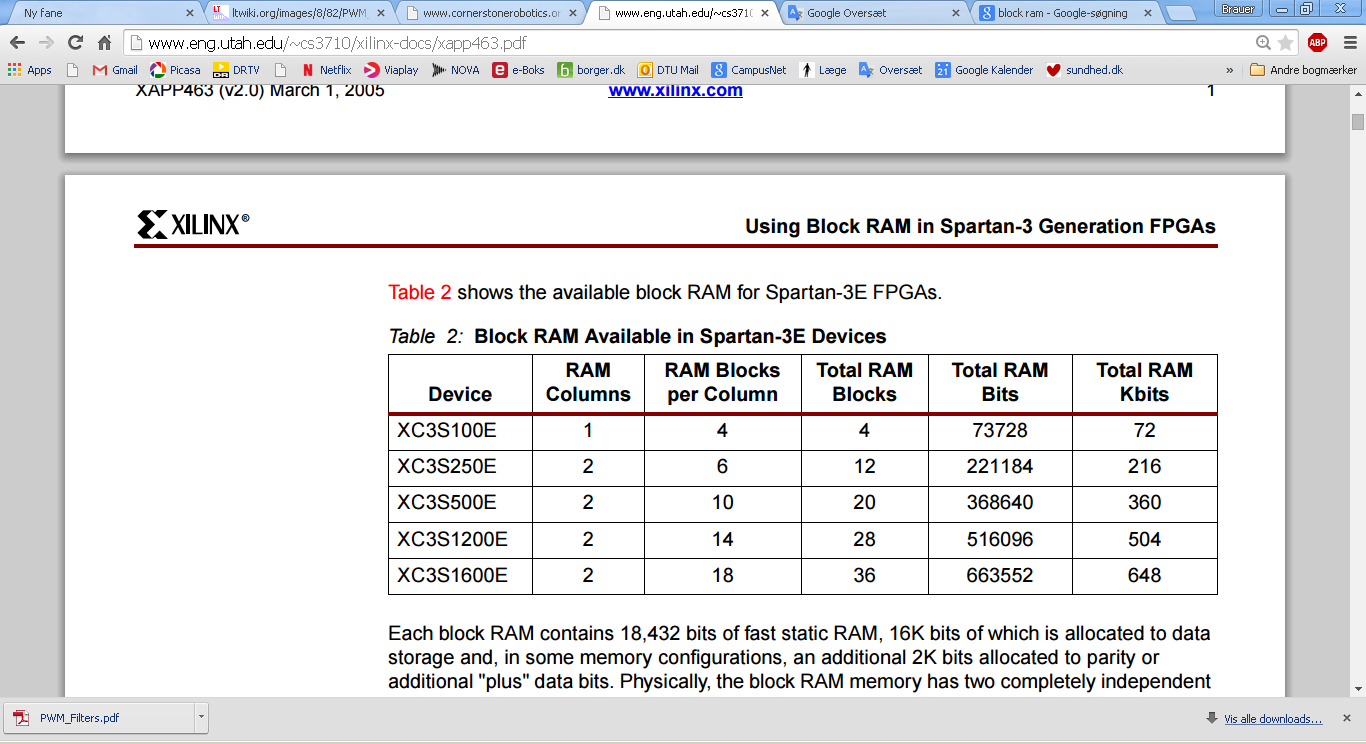 Brauer
Ny fane
ltwiki.org/images/8/82/PWM_
www.cornerstonerobotics.or
www.eng.utah.edu/~cs3710
Google Oversæt
block ram - Google-søgning
www.eng.utah.edu/~cs3710/xilinx-docs/xapp463.pdf
ABP
Apps Gmail Picasa DRTV Netflix Viaplay NOVA e-Boks borger.dk DTU Mail CampusNet Læge Oversæt Google Kalender sundhed.dk » Andre bogmærker
XAPP463 (v2.0) March 1, 2005 www.xilinx.com 1
XILINX® Using Block RAM in Spartan-3 Generation FPGAs
Table 2 shows the available block RAM for Spartan-3E FPGAs.
Table 2: Block RAM Available in Spartan-3E Devices
Device RAM Columns RAM Blocks per Column Total RAM Blocks Total RAM Bits Total RAM Kbits
XC3S100E 1 4 4 73728 72
XC3S250E 2 6 12 221184 216
XC3S500E 2 10 20 368640 360
XC3S1200E 2 14 28 516096 504
XC3S1600E 2 18 36 663552 648
Each block RAM contains 18,432 bits of fast static RAM, 16K bits of which is allocated to data
storage and, in some memory configurations, an additional 2K bits allocated to parity or
additional "plus" data bits. Physically, the block RAM memory has two completely independent
PWM_Filters.pdf Vis alle downloads...